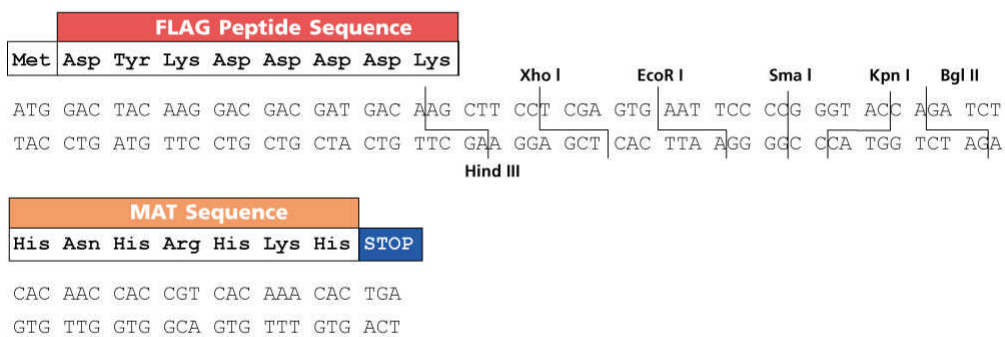 FLAG Peptide Sequence
Met Asp Tyr Lys Asp Asp Asp Asp Lys
Xho I EcoR I Sma I Kpn I Bgl II
ATG GAC TAC AAG GAC GAC GAT GAC AAG CTT CCT CGA GTG AAT TCC CCG GGT ACC AGA TCT
TAC CTG ATG TTC CTG CTG CTA CTG TTC GAA GGA GCT CAC TTA AGG GGC CCA TGG TCT AGA
Hind III
MAT Sequence
His Asn His Arg His Lys His STOP
CAC AAC CAC CGT CAC AAA CAC TGA
GTG TTG GTG GCA GTG TTT GTG ACT